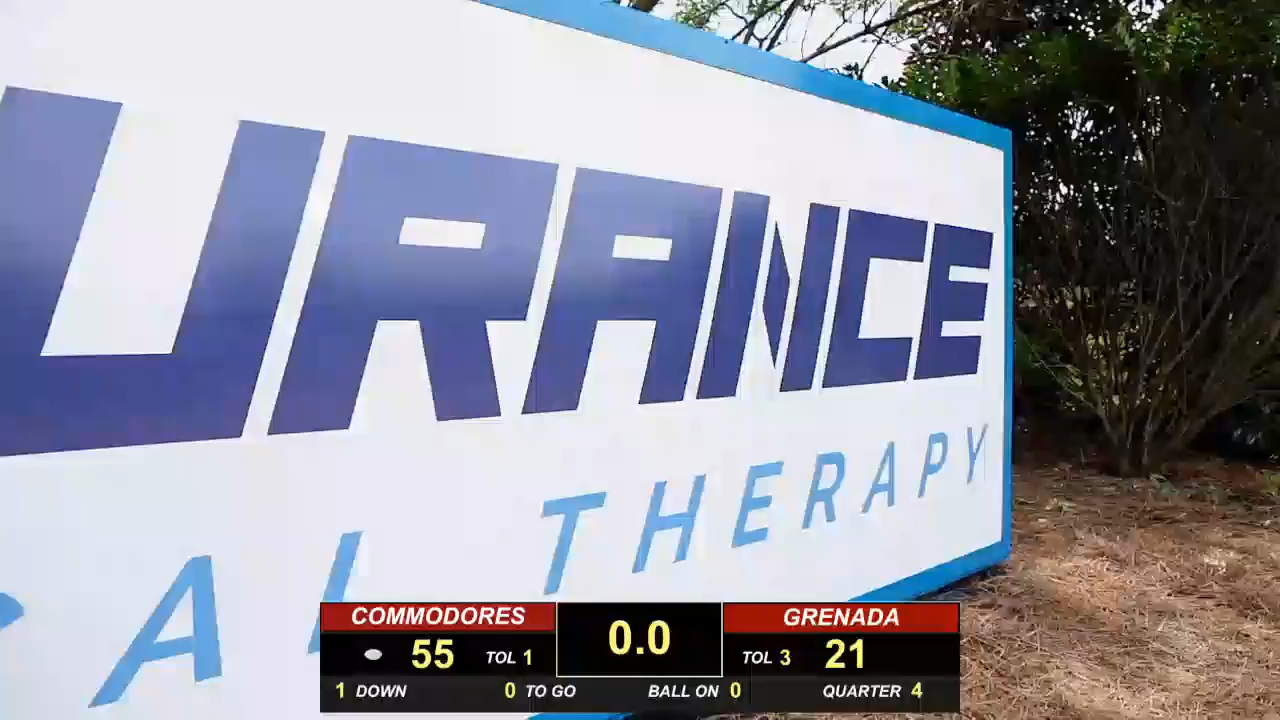 URANCE
CAL THERAPY
COMMODORES 0.0 GRENADA
55 TOL 1 TOL 3 21
1 DOWN 0 TO GO BALL ON 0 QUARTER 4